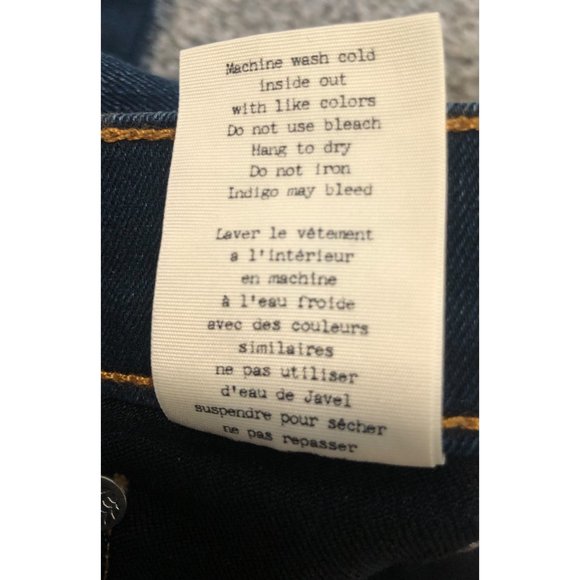 Machine wash cold
inside out
with like colors
Do not use bleach
Hang to dry
Do not iron
Indigo may bleed
Laver le vêtement
a l'intérieur
en machine
à l'eau froide
avec des couleurs
similaires
ne pas utiliser
d'eau de Javel
suspendre pour sécher
ne pas repasser